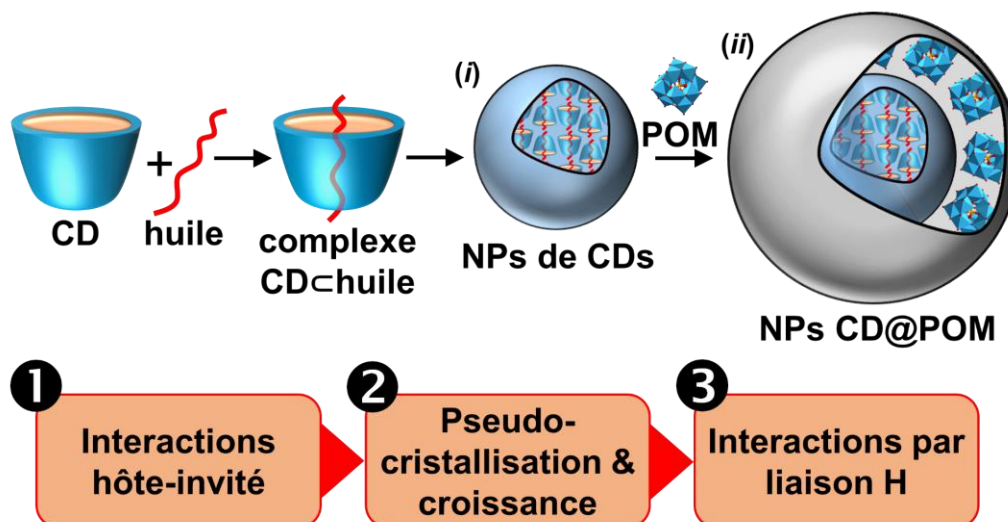 (i)
(ii)
POM
CD
+
huile
complexe
CD⊂huile
NPs de CDs
NPs CD@POM
1
Interactions
hôte-invité
2
Pseudo-
cristallisation &
croissance
3
Interactions par
liaison H